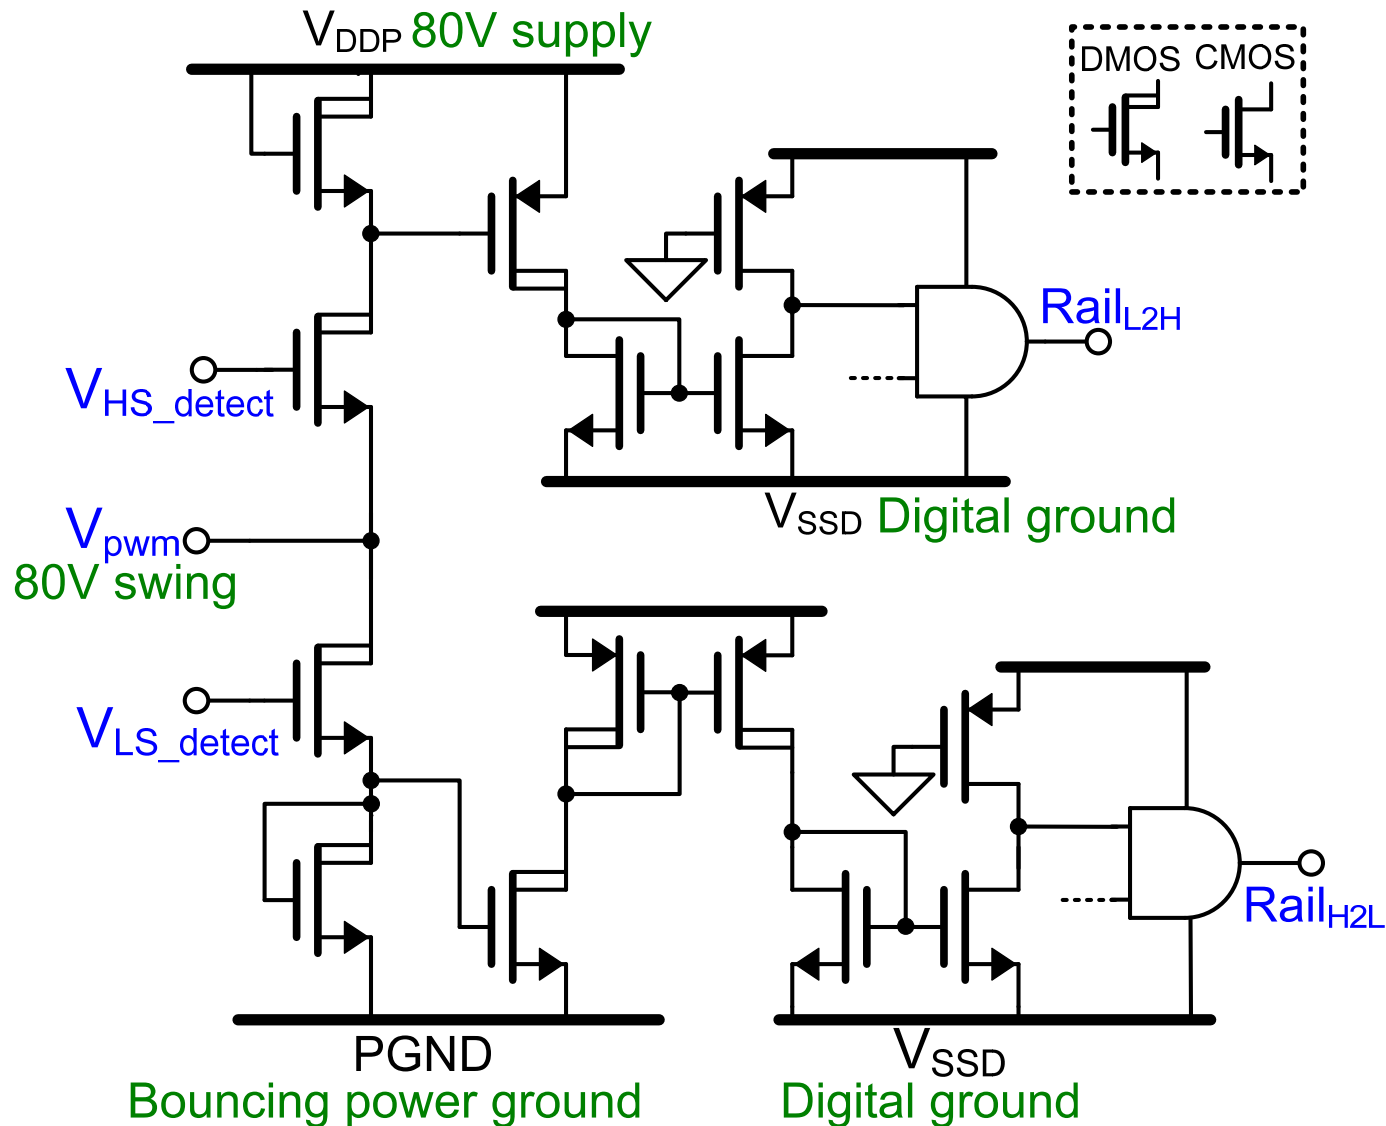 VDDP 80V supply
DMOS CMOS
RailL2H
VHS_detect
VSSD Digital ground
Vpwm
80V swing
VLS_detect
RailH2L
PGND
VSSD
Bouncing power ground
Digital ground